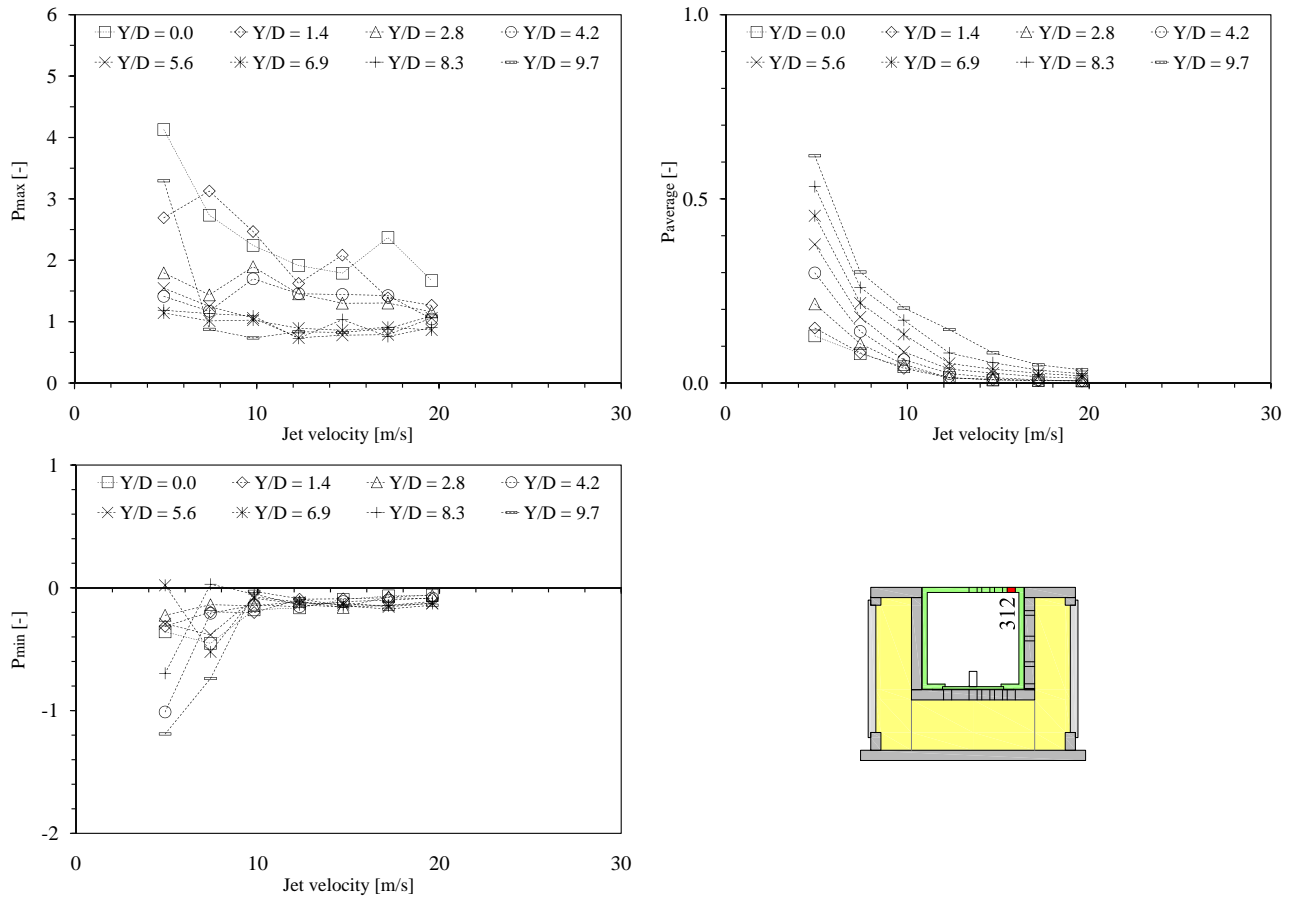 6
Y/D = 0.0 Y/D = 1.4 Y/D = 2.8 Y/D = 4.2
Y/D = 5.6 Y/D = 6.9 Y/D = 8.3 Y/D = 9.7
5
4
3
2
1
0
Pmax [-]
0 10 20 30
Jet velocity [m/s]
1.0
Y/D = 0.0 Y/D = 1.4 Y/D = 2.8 Y/D = 4.2
Y/D = 5.6 Y/D = 6.9 Y/D = 8.3 Y/D = 9.7
0.5
0.0
Paverage [-]
0 10 20 30
Jet velocity [m/s]
1
Y/D = 0.0 Y/D = 1.4 Y/D = 2.8 Y/D = 4.2
Y/D = 5.6 Y/D = 6.9 Y/D = 8.3 Y/D = 9.7
0
-1
-2
Pmin [-]
0 10 20 30
Jet velocity [m/s]
312